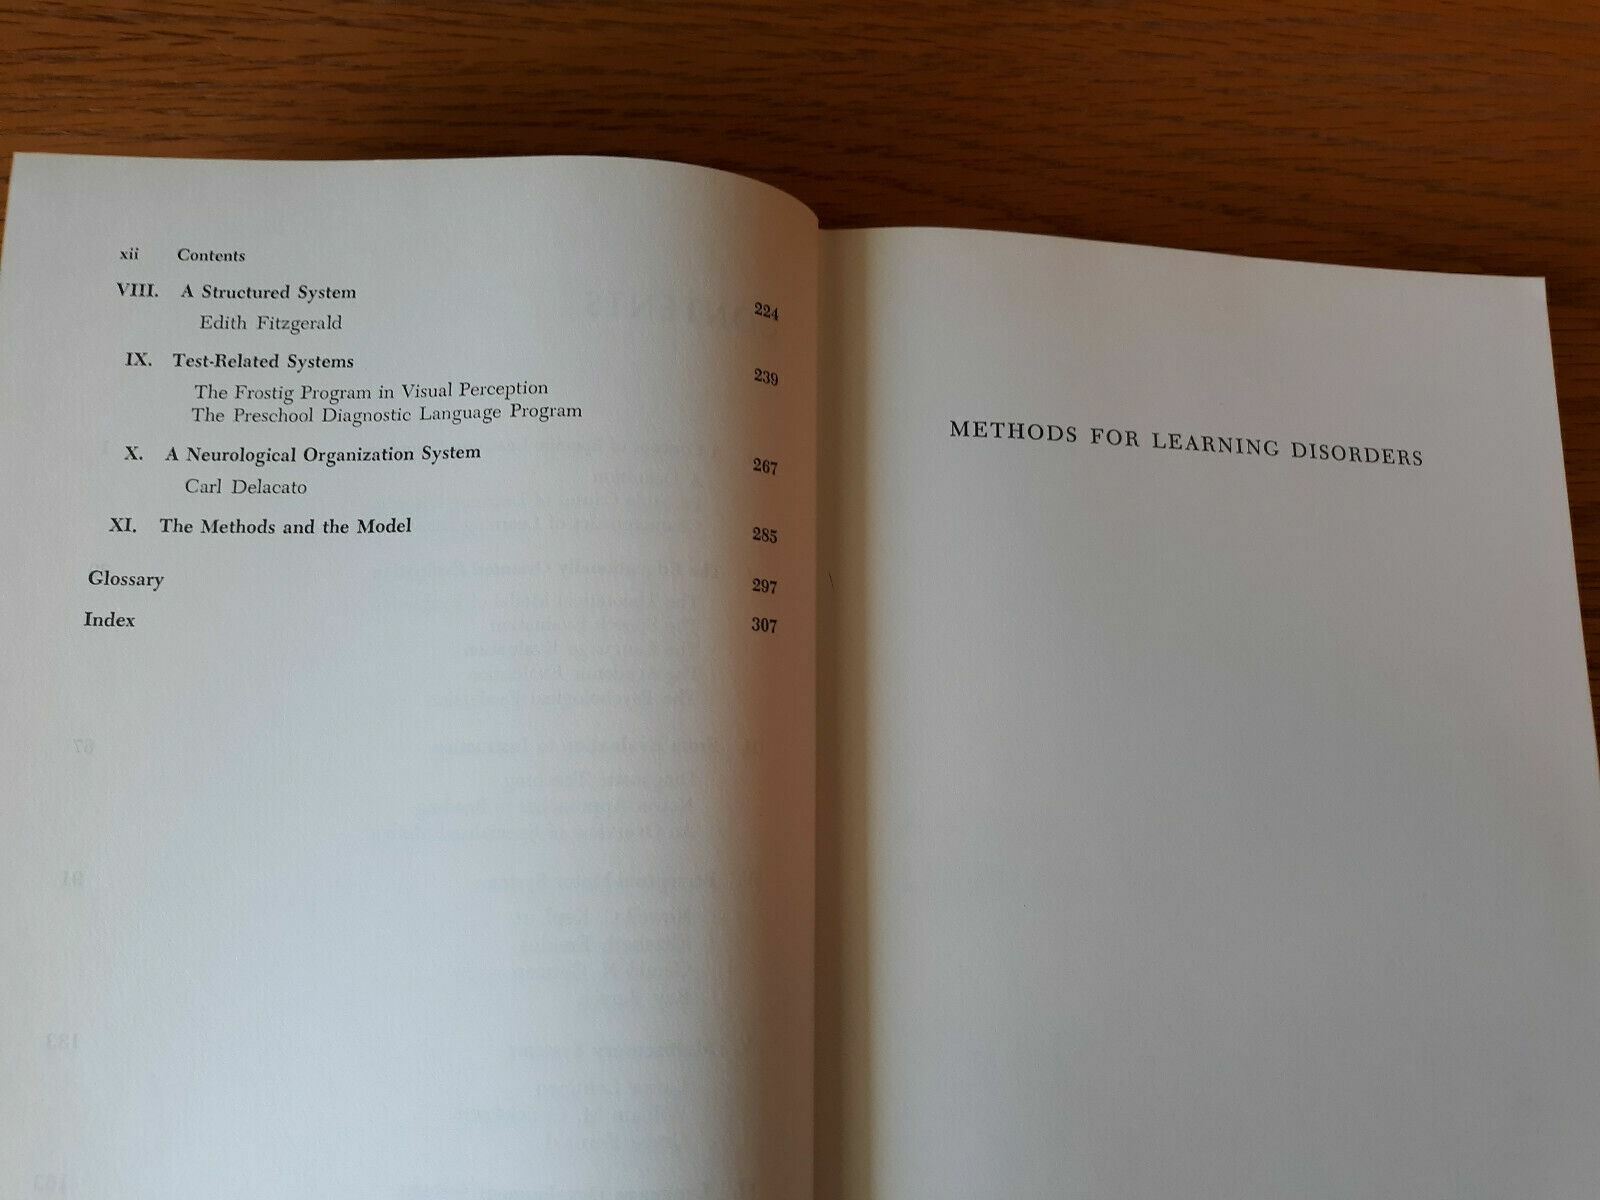 xii Contents
VIII. A Structured System 224
Edith Fitzgerald
IX. Test-Related Systems 239
The Frostig Program in Visual Perception
The Preschool Diagnostic Language Program
X. A Neurological Organization System 267
Carl Delacato
XI. The Methods and the Model 285
Glossary 297
Index 307
METHODS FOR LEARNING DISORDERS